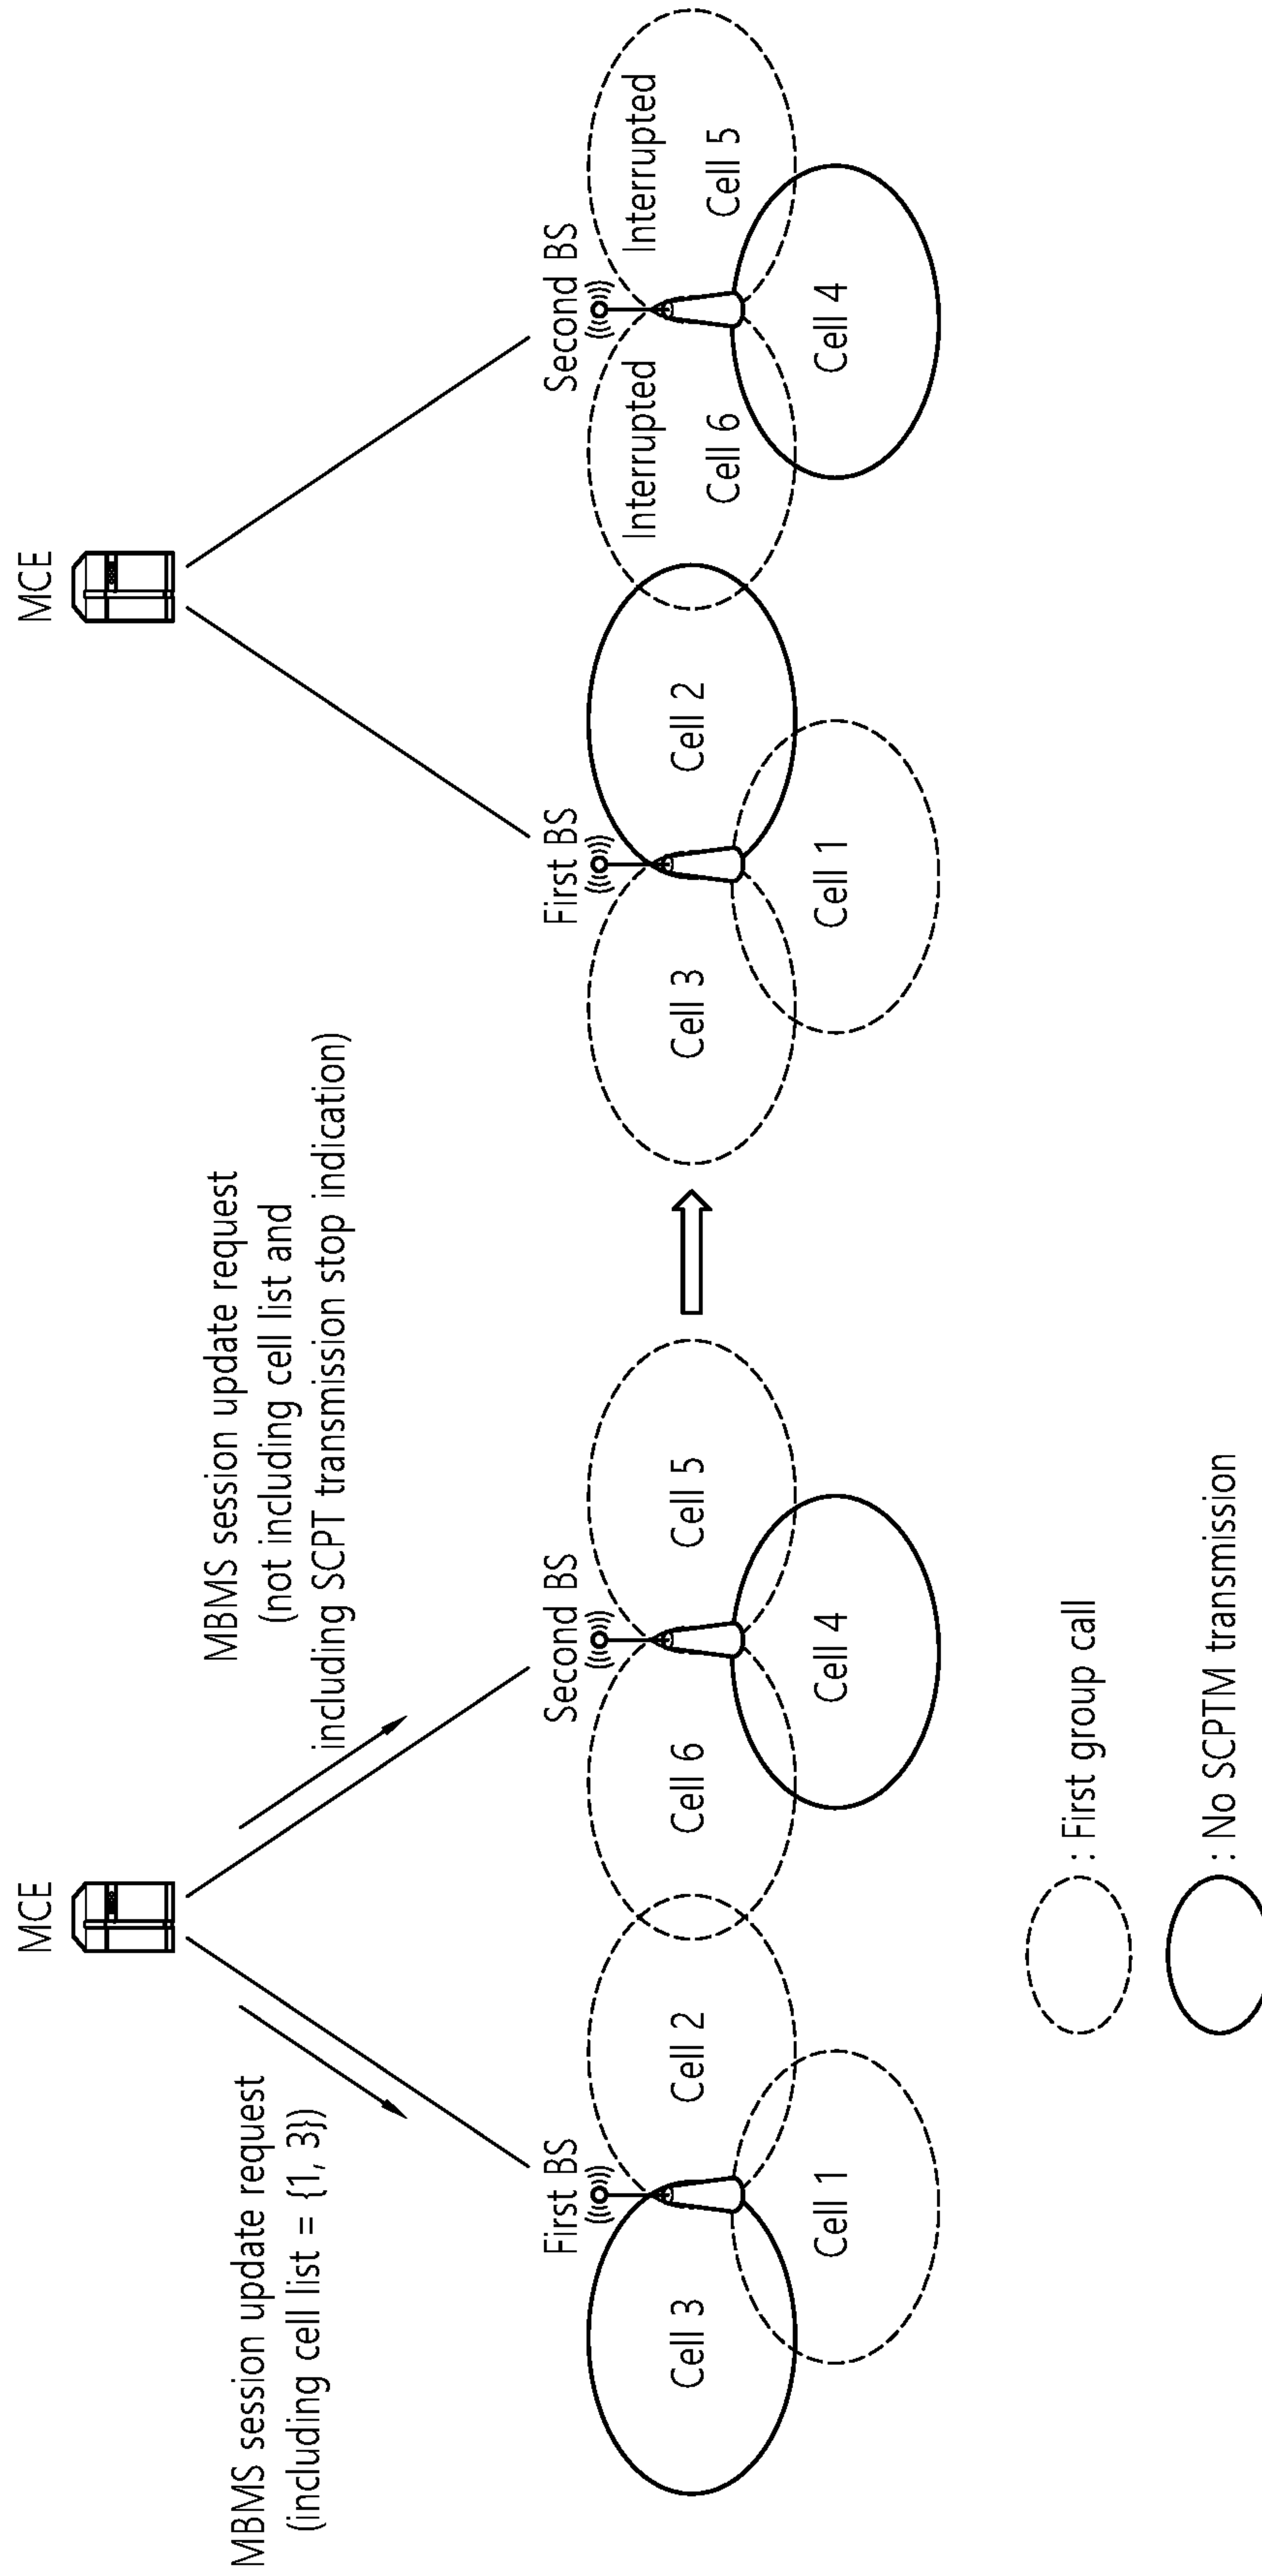 MCE
MBMS session update request
(including cell list = {1, 3})
MBMS session update request
(not including cell list and
including SCPT transmission stop indication)
First BS
Second BS
Cell 3
Cell 2
Cell 6
Cell 5
Cell 1
Cell 4
MCE
First BS
Second BS
Interrupted
Interrupted
Cell 3
Cell 2
Cell 6
Cell 5
Cell 1
Cell 4
: First group call
: No SCPTM transmission